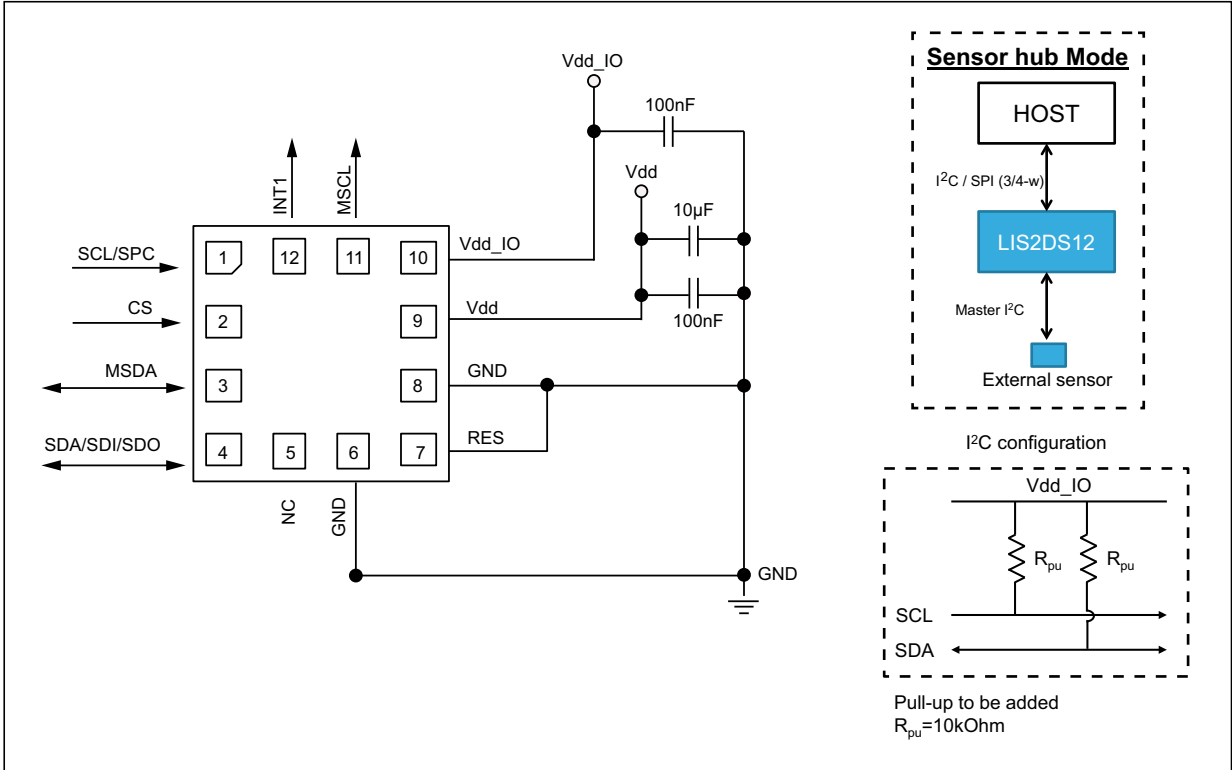 Vdd_IO
100nF
Vdd
10µF
100nF
INT1
MSCL
SCL/SPC
CS
MSDA
SDA/SDI/SDO
1
12
11
10
2
9
3
8
4
5
6
7
Vdd_IO
Vdd
GND
RES
NC
GND
GND
Sensor hub Mode
HOST
I2C / SPI (3/4-w)
LIS2DS12
Master I2C
External sensor
I2C configuration
Vdd_IO
Rpu
Rpu
SCL
SDA
Pull-up to be added
Rpu=10kOhm